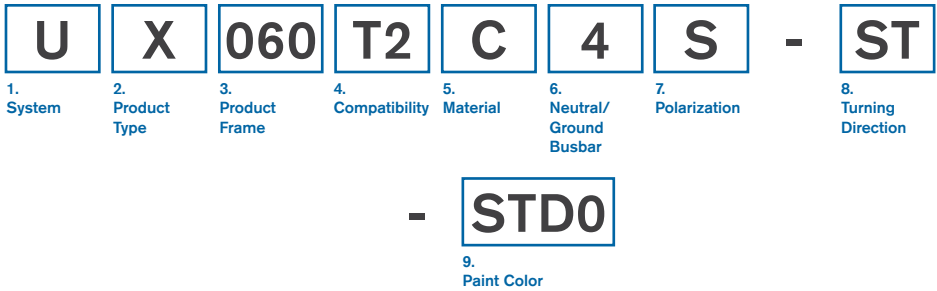 U X 060 T2 C 4 S - ST
1. 2. 3. 4. 5. 6. 7. 8.
System Product Product Compatibility Material Neutral/ Polarization Turning
Type Frame Ground Direction
Busbar
- STD0
9.
Paint Color